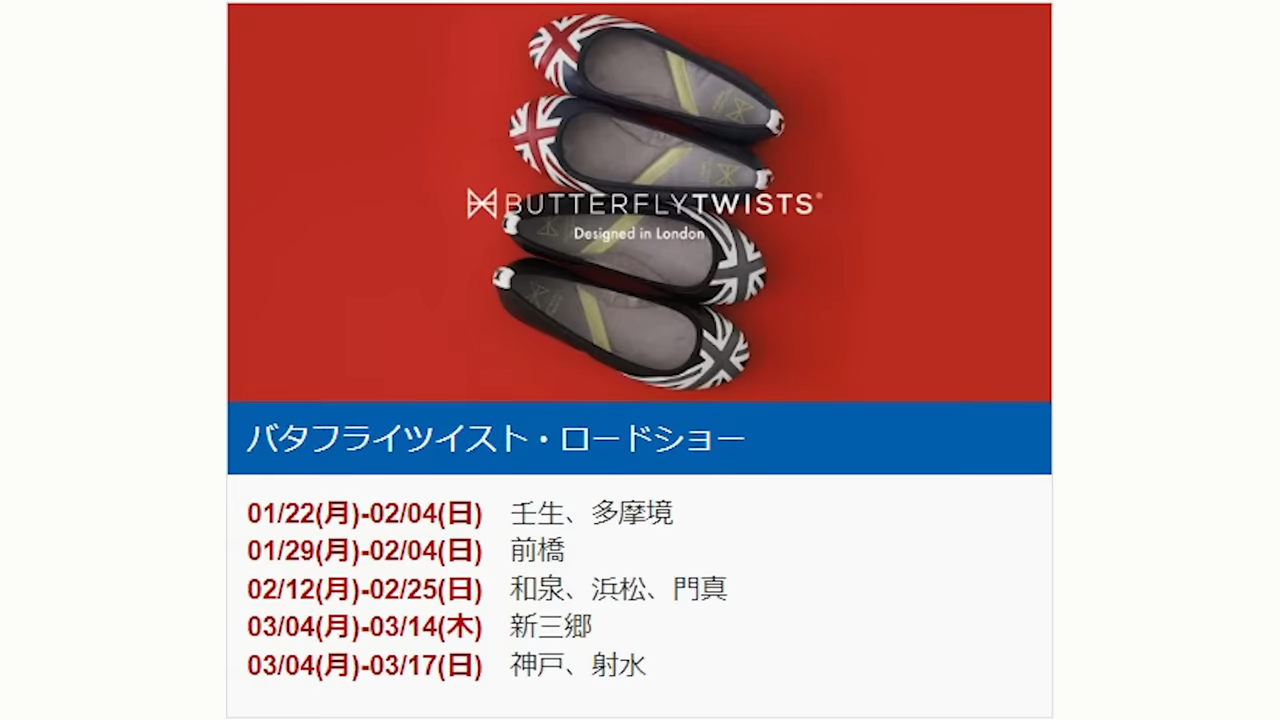 BUTTERFLYTWISTS®
Designed in London
バタフライツイスト・ロードショー
01/22(月)-02/04(日) 壬生、多摩境
01/29(月)-02/04(日) 前橋
02/12(月)-02/25(日) 和泉、浜松、門真
03/04(月)-03/14(木) 新三郷
03/04(月)-03/17(日) 神戸、射水